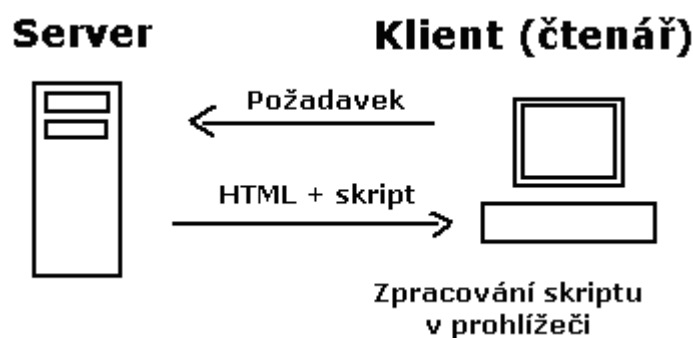 Server
Klient (čtenář)
Požadavek
HTML + skript
Zpracování skriptu
v prohlížeči